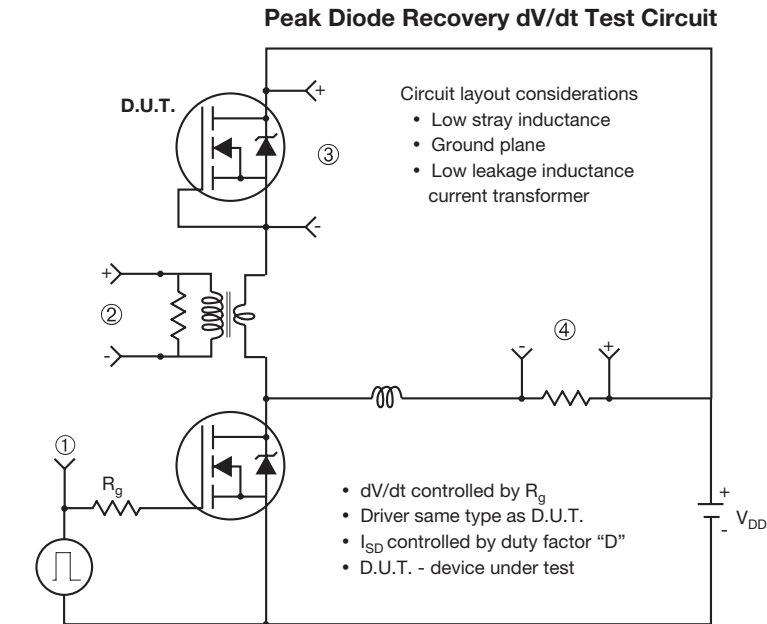 Peak Diode Recovery dV/dt Test Circuit
D.U.T.
+
Circuit layout considerations
• Low stray inductance
• Ground plane
• Low leakage inductance
current transformer
③
-
+
②
-
④
-
+
①
Rg
• dV/dt controlled by Rg
• Driver same type as D.U.T.
• ISD controlled by duty factor “D”
• D.U.T. - device under test
+
VDD
-